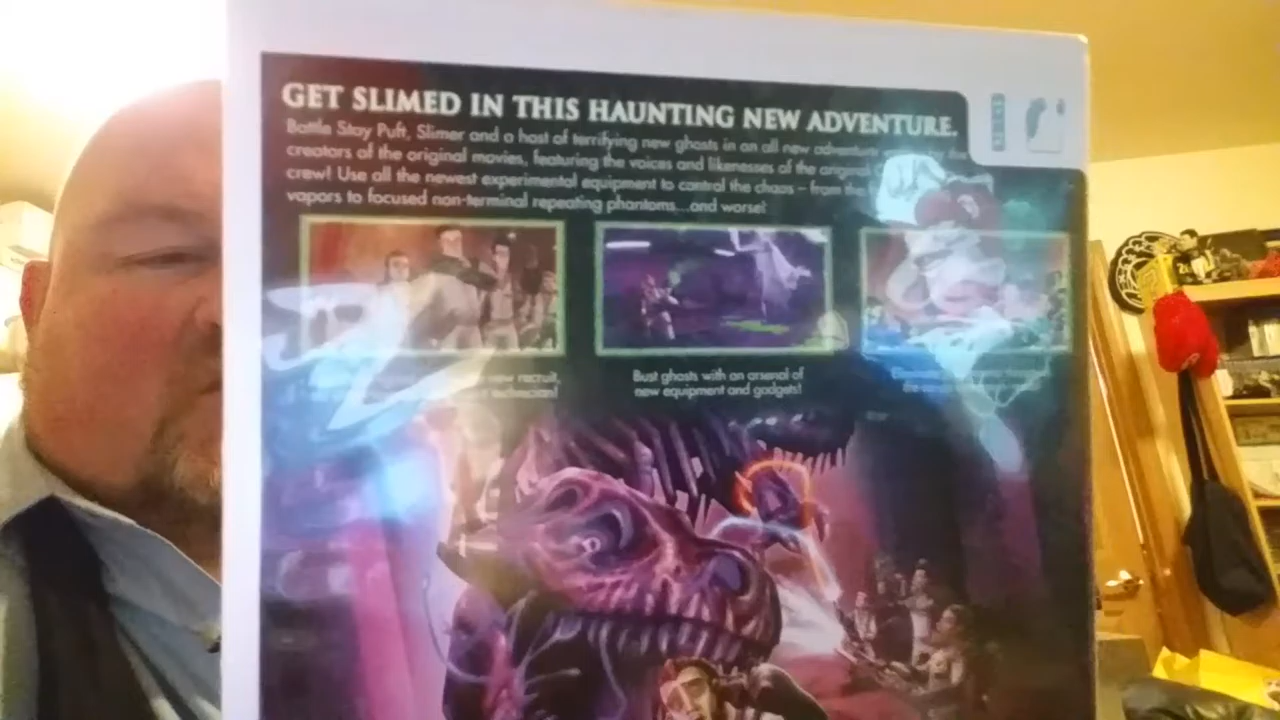 GET SLIMED IN THIS HAUNTING NEW ADVENTURE.
Battle Stay Puft, Slimer and a host of terrifying new ghosts in an all new adventure
creators of the original movies, featuring the voices and likenesses of the original
crew! Use all the newest experimental equipment to control the chaos – from the
vapors to focused non-terminal repeating phantoms...and worse!
new recruit,
technician!
Bust ghosts with an arsenal of
new equipment and gadgets!